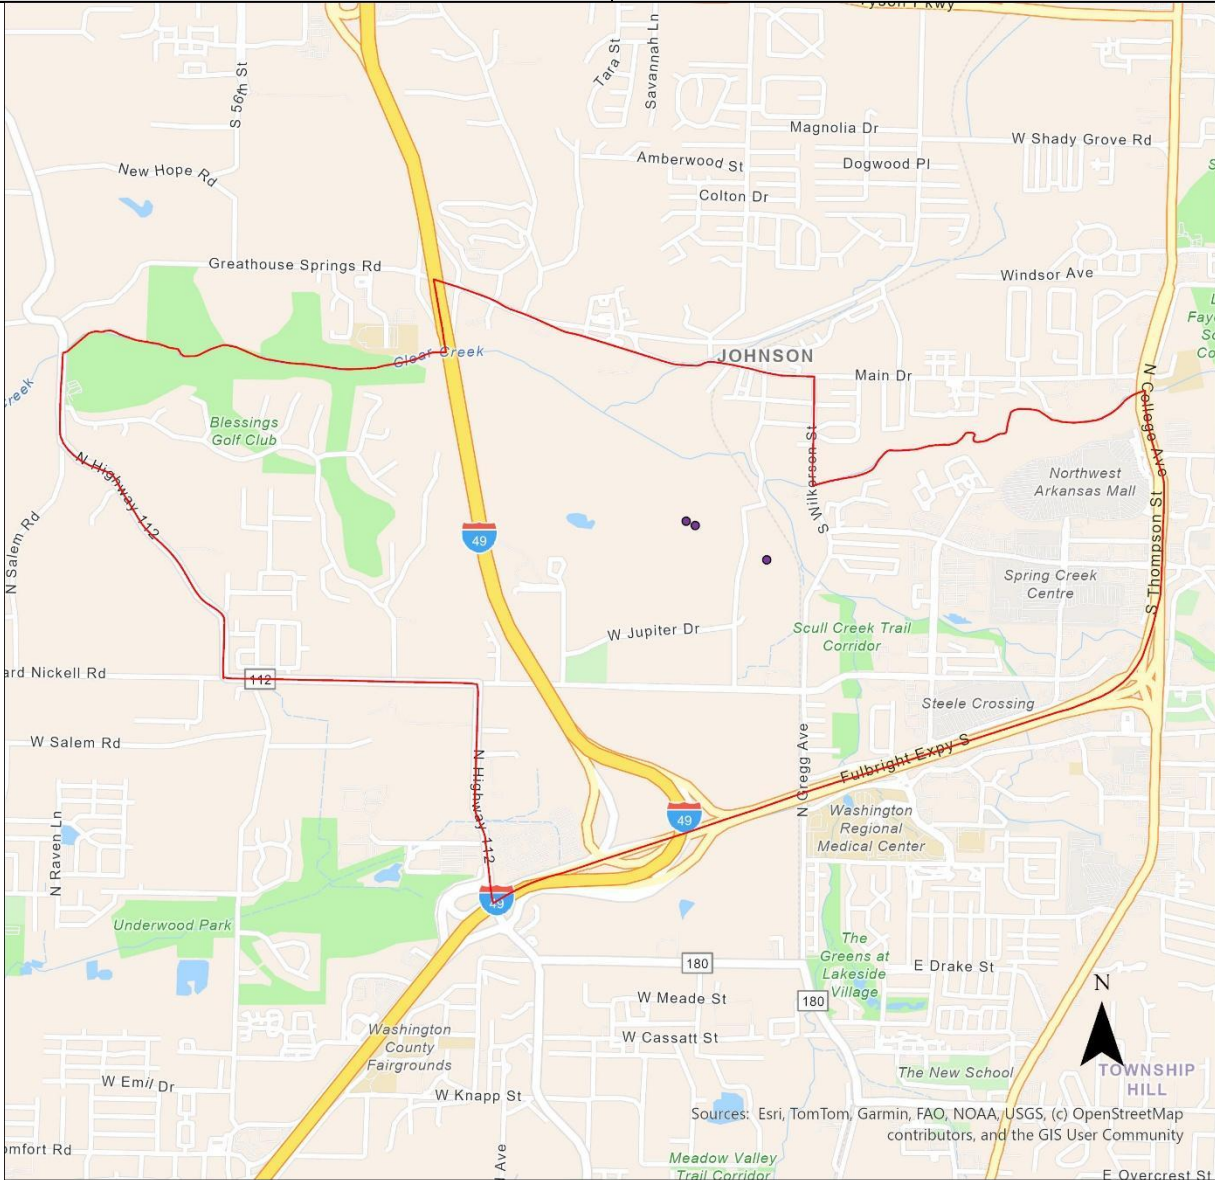 Tyson Pkwy
S 56th St
Tara St
Savannah Ln
Magnolia Dr
W Shady Grove Rd
New Hope Rd
Amberwood St
Dogwood Pl
Colton Dr
Greathouse Springs Rd
Windsor Ave
Clear Creek
JOHNSON
Main Dr
N College Ave
Creek
Blessings
Golf Club
N Highway 112
S Wilkerson St
Northwest
Arkansas Mall
N Salem Rd
49
S Thompson St
Spring Creek
Centre
W Jupiter Dr
Scull Creek Trail
Corridor
ard Nickell Rd
112
Steele Crossing
W Salem Rd
N Highway 112
N Gregg Ave
Fulbright Expy S
49
Washington
Regional
Medical Center
N Raven Ln
49
Underwood Park
The
Greens at
Lakeside
Village
180
E Drake St
W Meade St
180
N
W Cassatt St
Washington
County
Fairgrounds
The New School
TOWNSHIP
HILL
W Emil Dr
W Knapp St
Sources: Esri, TomTom, Garmin, FAO, NOAA, USGS, (c) OpenStreetMap
contributors, and the GIS User Community
omfort Rd
Ave
Meadow Valley
Trail Corridor
E Overcrest St